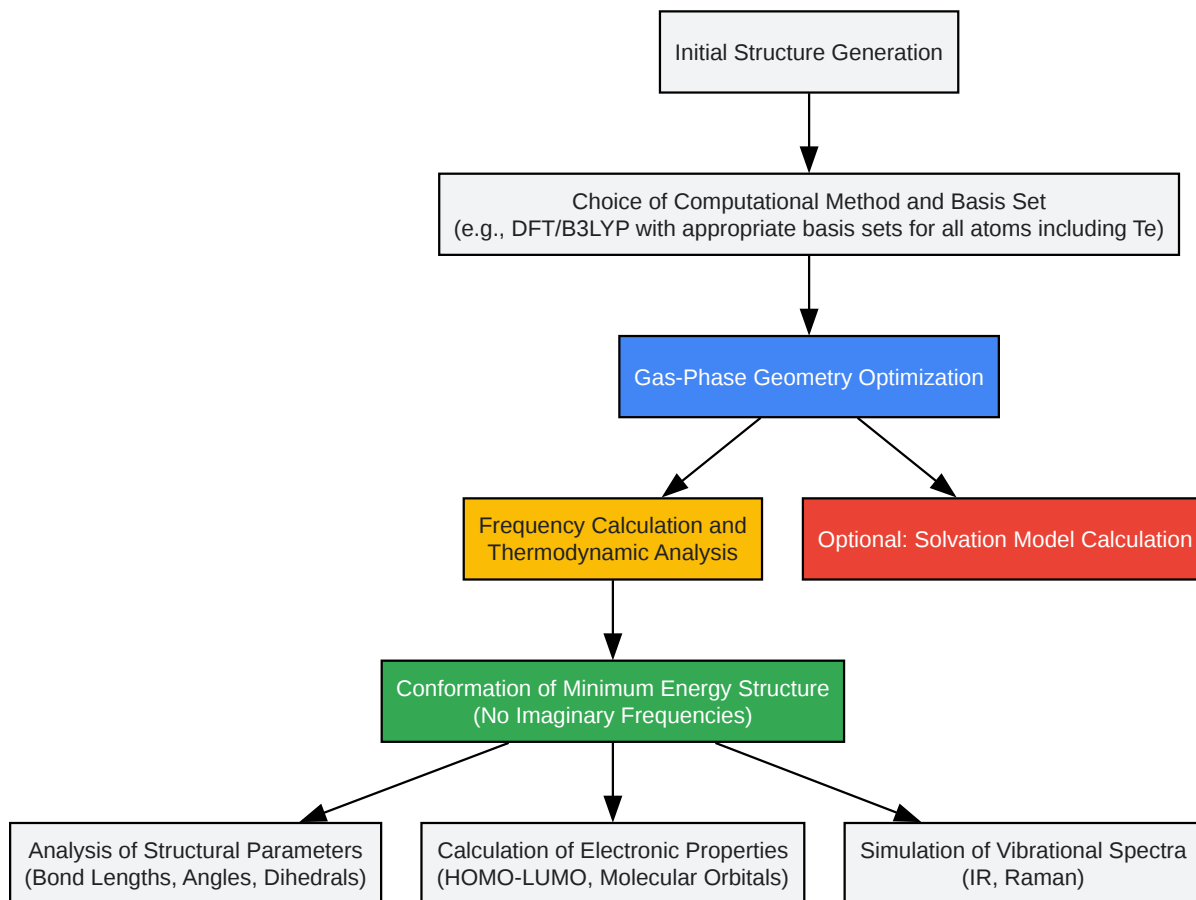 Initial Structure Generation
Choice of Computational Method and Basis Set
(e.g., DFT/B3LYP with appropriate basis sets for all atoms including Te)
Gas-Phase Geometry Optimization
Frequency Calculation and
Thermodynamic Analysis
Optional: Solvation Model Calculation
Conformation of Minimum Energy Structure
(No Imaginary Frequencies)
Analysis of Structural Parameters
(Bond Lengths, Angles, Dihedrals)
Calculation of Electronic Properties
(HOMO-LUMO, Molecular Orbitals)
Simulation of Vibrational Spectra
(IR, Raman)